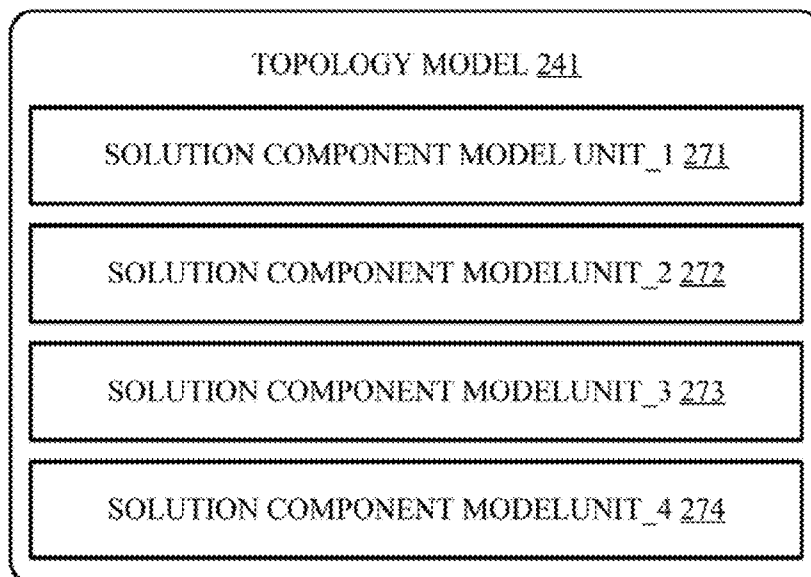 TOPOLOGY MODEL 241
SOLUTION COMPONENT MODEL UNIT_1 271
SOLUTION COMPONENT MODELUNIT_2 272
SOLUTION COMPONENT MODELUNIT_3 273
SOLUTION COMPONENT MODELUNIT_4 274